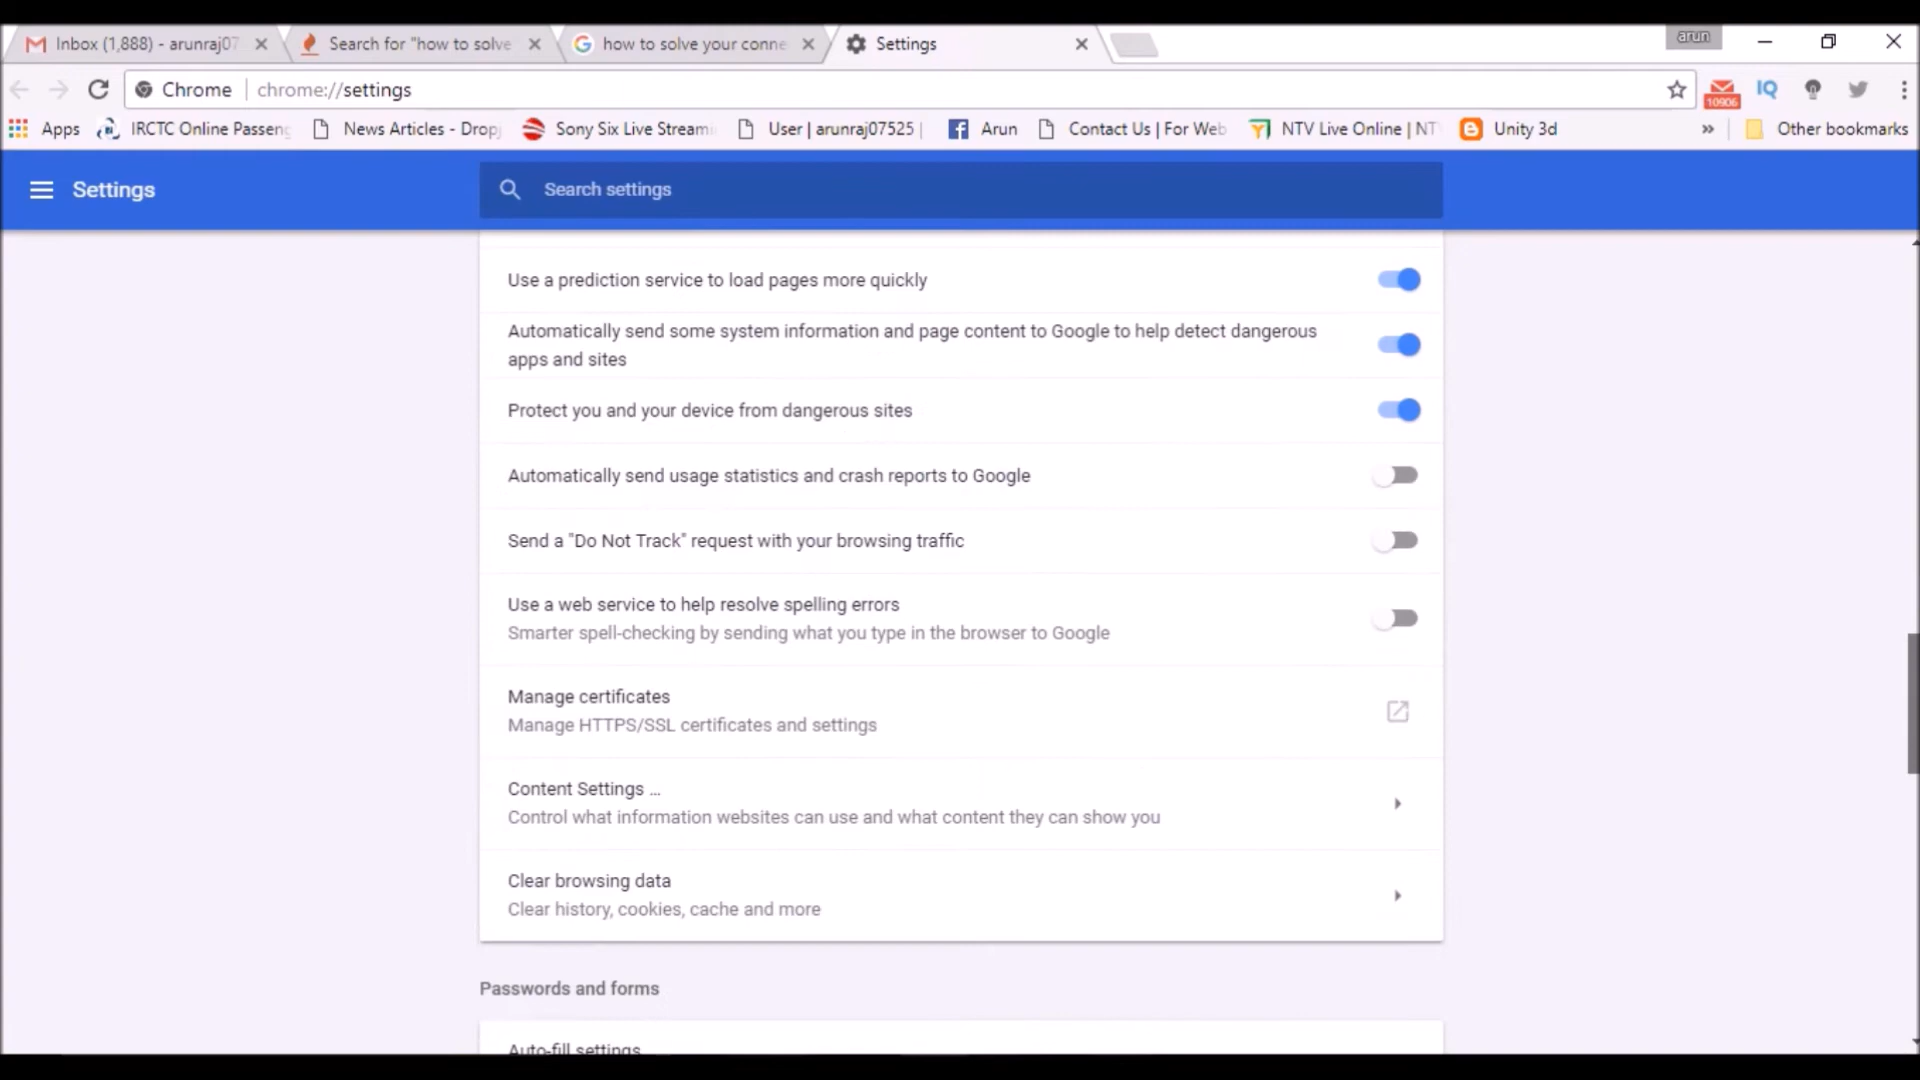 Inbox (1,888) - arunraj07
Search for "how to solve
how to solve your conne
Settings
arun
Chrome
chrome://settings
10906
IQ
Apps
IRCTC Online Passeng
News Articles - Drop
Sony Six Live Streami
User | arunraj07525 |
Arun
Contact Us | For Web
NTV Live Online | NT
Unity 3d
»
Other bookmarks
Settings
Search settings
Use a prediction service to load pages more quickly
Automatically send some system information and page content to Google to help detect dangerous
apps and sites
Protect you and your device from dangerous sites
Automatically send usage statistics and crash reports to Google
Send a "Do Not Track" request with your browsing traffic
Use a web service to help resolve spelling errors
Smarter spell-checking by sending what you type in the browser to Google
Manage certificates
Manage HTTPS/SSL certificates and settings
Content Settings ...
Control what information websites can use and what content they can show you
Clear browsing data
Clear history, cookies, cache and more
Passwords and forms
Auto-fill settings